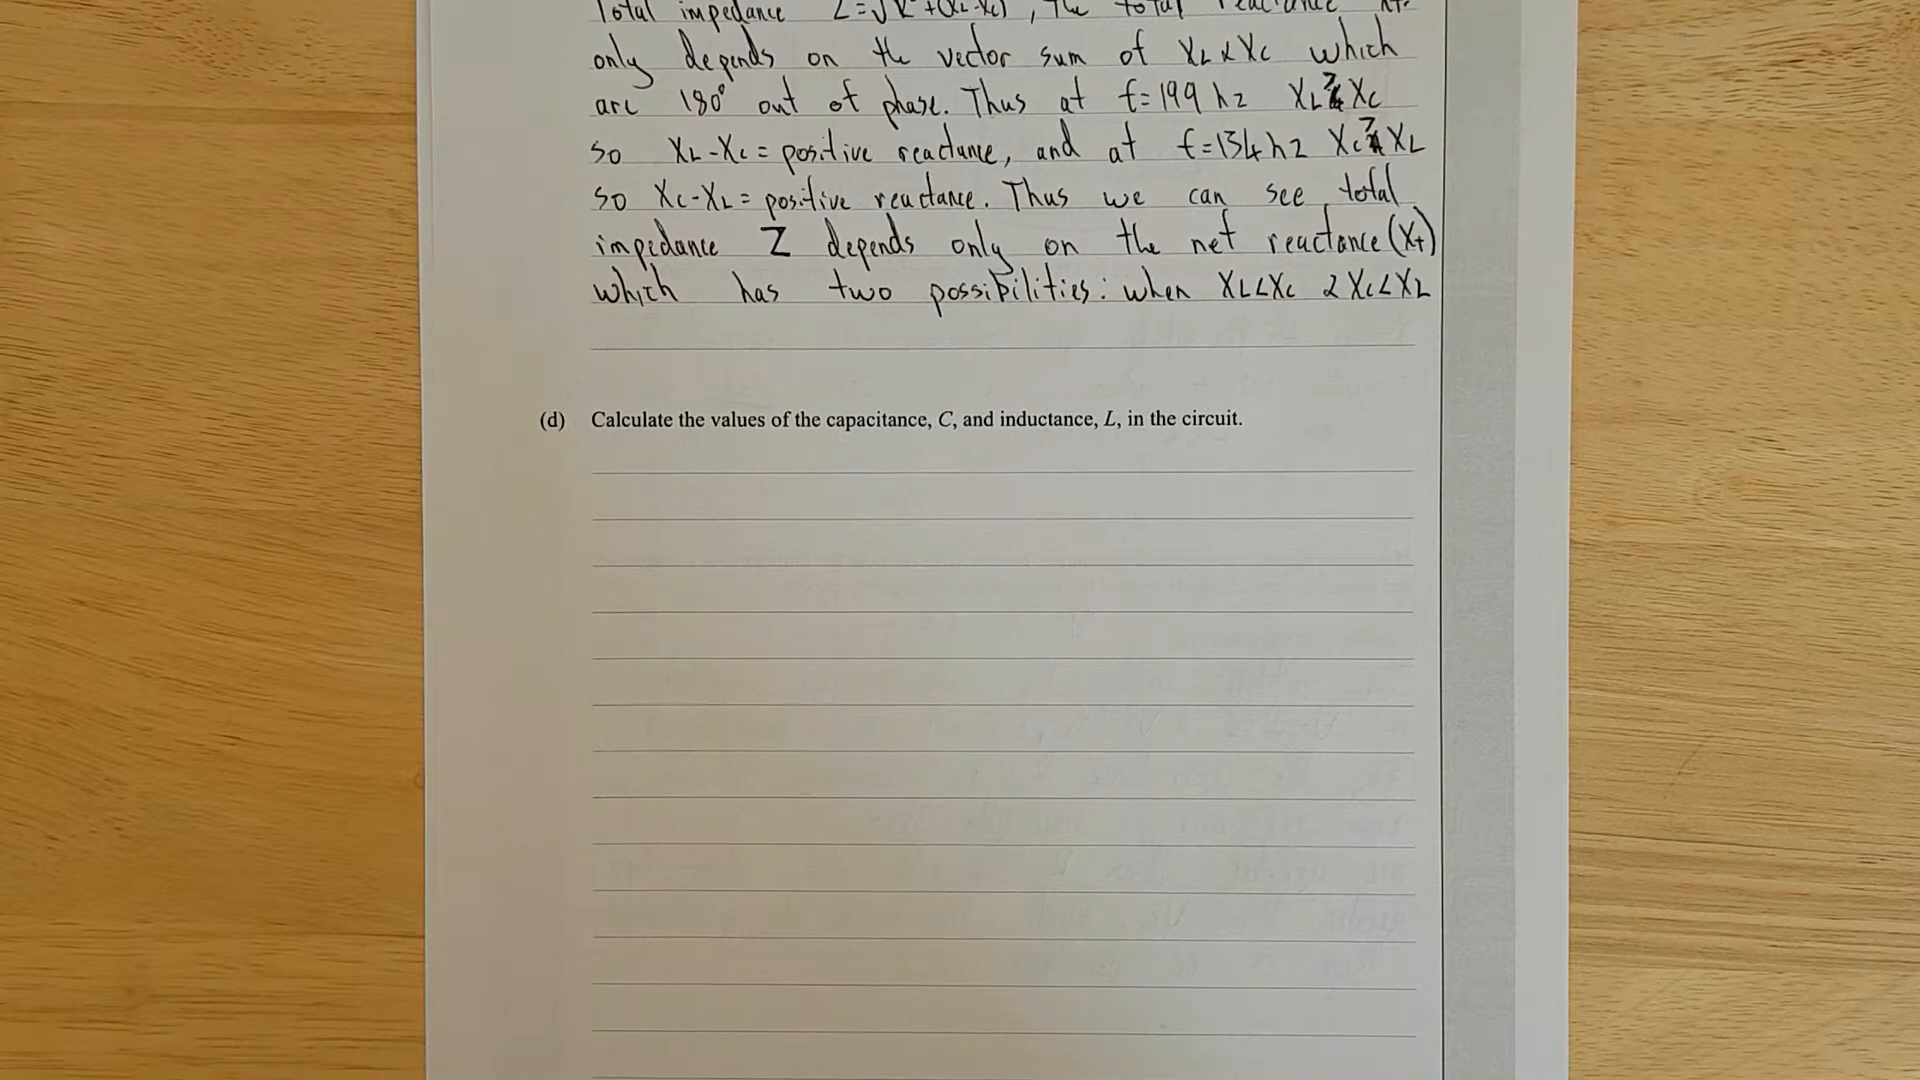 Total impedance Z=√R²+(XL-XC) , The total reactance XT
only depends on the vector sum of XL & XC which
are 180° out of phase. Thus at f=199 hz XL > XC
so XL-XC = positive reactance, and at f=134 hz XC > XL
so XC-XL = positive reactance. Thus we can see total
impedance Z depends only on the net reactance (XT)
which has two possibilities: when XL<XC & XC<XL
(d) Calculate the values of the capacitance, C, and inductance, L, in the circuit.